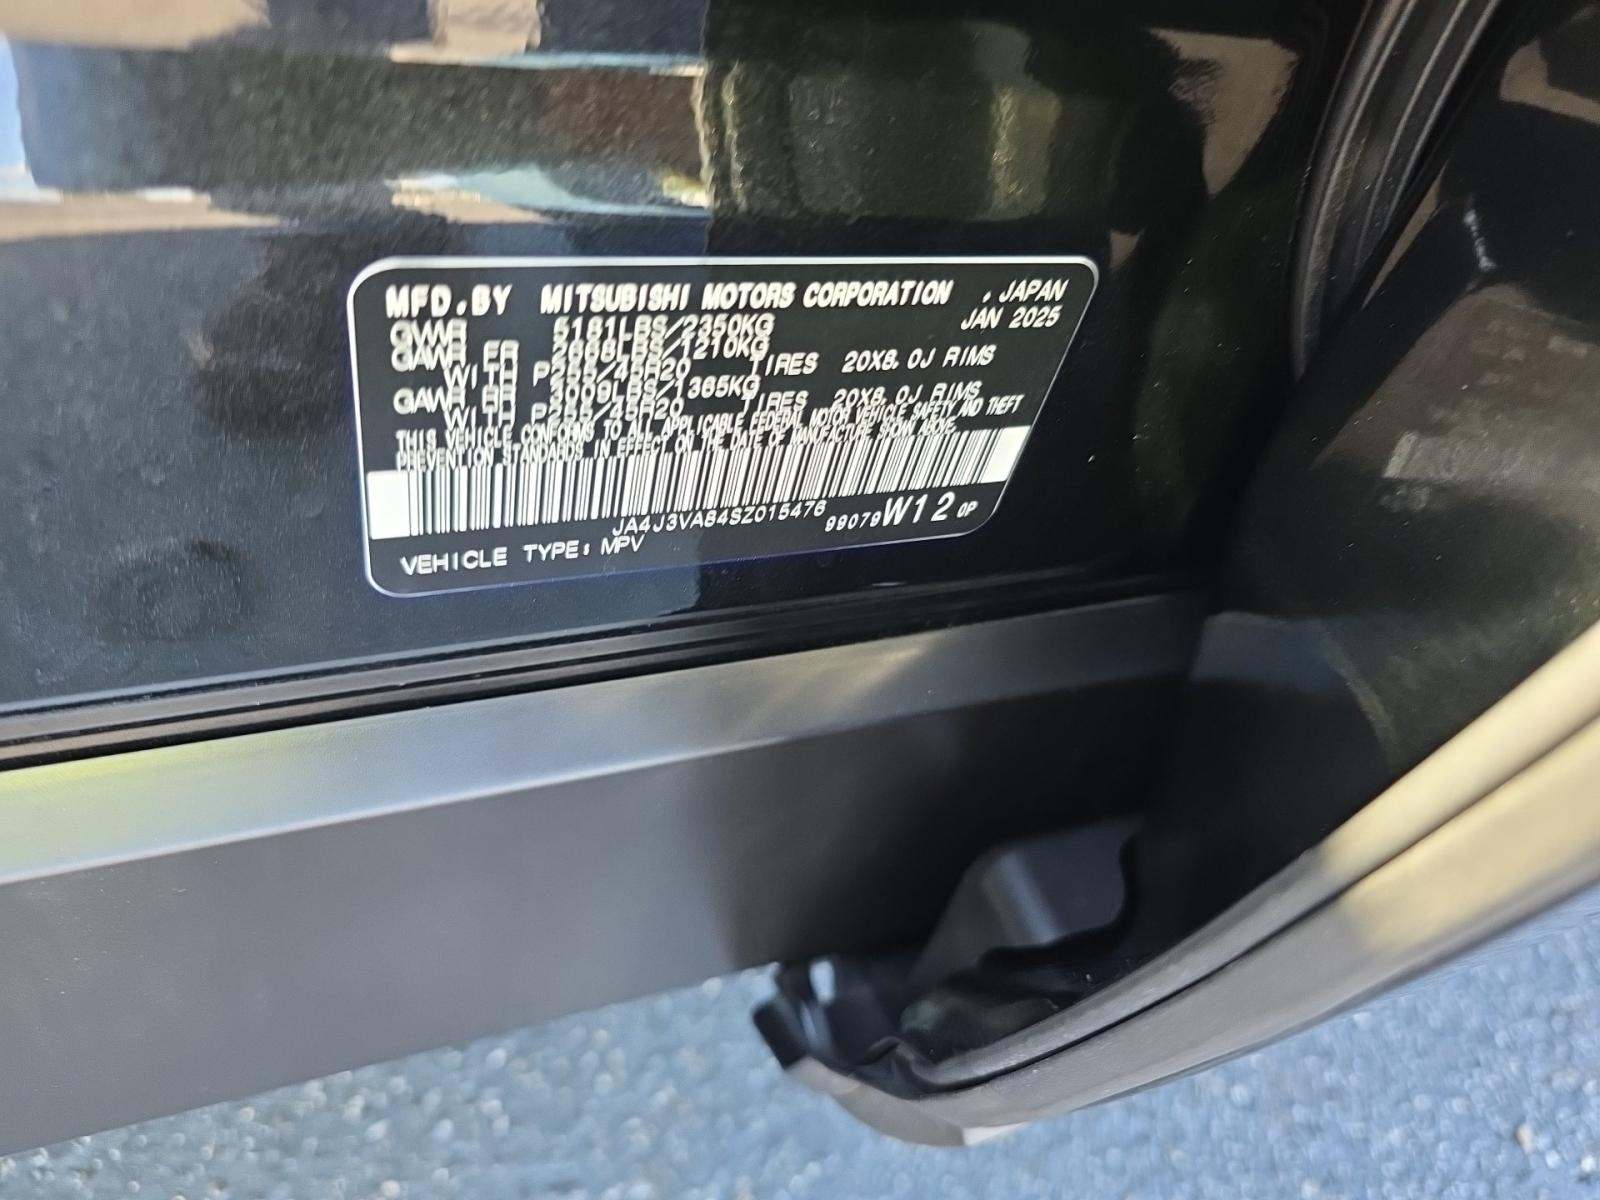 MFD.BY MITSUBISHI MOTORS CORPORATION , JAPAN
JAN 2025
GVWR 5181LBS/2350KG
GAWR FR 2668LBS/1210KG
WITH P255/45R20 TIRES 20X8.0J RIMS
GAWR RR 3009LBS/1365KG
WITH P255/45R20 TIRES 20X8.0J RIMS
THIS VEHICLE CONFORMS TO ALL APPLICABLE FEDERAL MOTOR VEHICLE SAFETY AND THEFT
PREVENTION STANDARDS IN EFFECT ON THE DATE OF MANUFACTURE SHOWN ABOVE.
JA4J3VA84SZ015476 99079W12 0P
VEHICLE TYPE: MPV